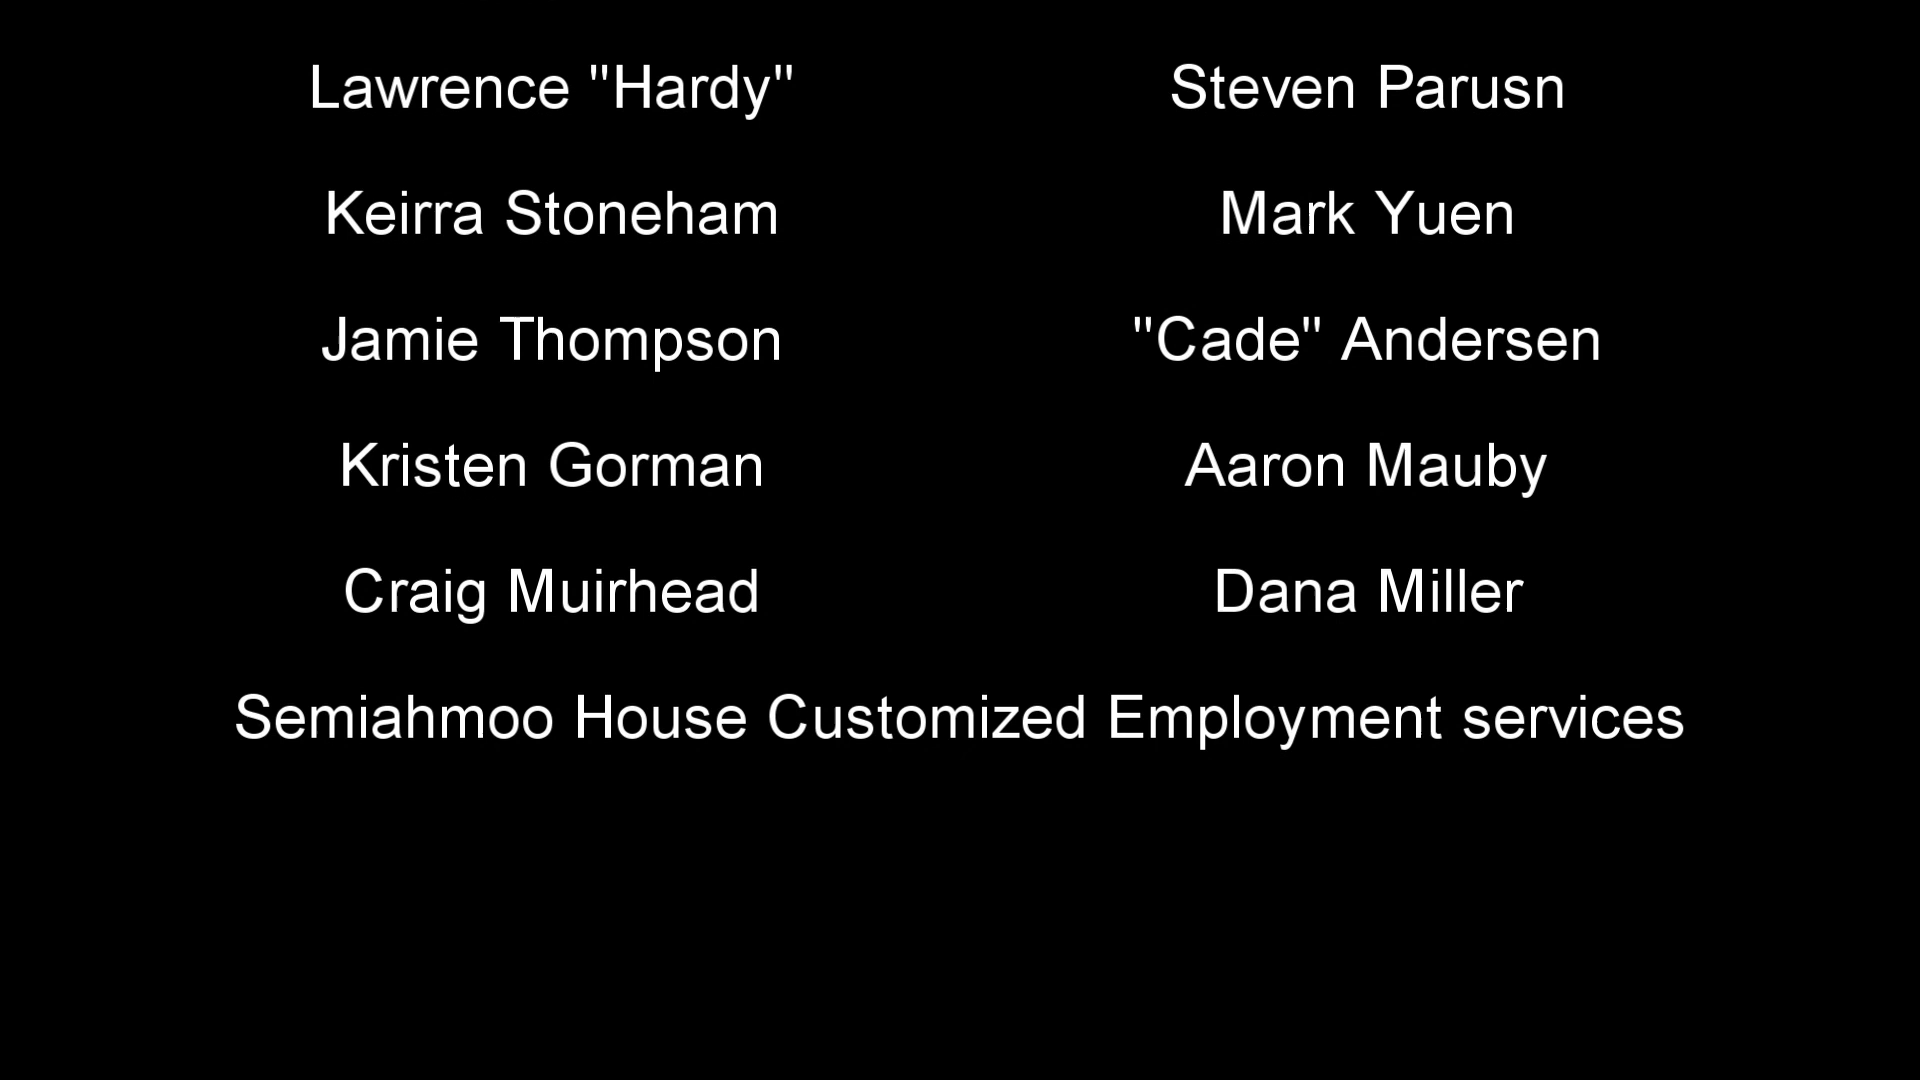 Lawrence "Hardy" Steven Parusn
Keirra Stoneham Mark Yuen
Jamie Thompson "Cade" Andersen
Kristen Gorman Aaron Mauby
Craig Muirhead Dana Miller
Semiahmoo House Customized Employment services